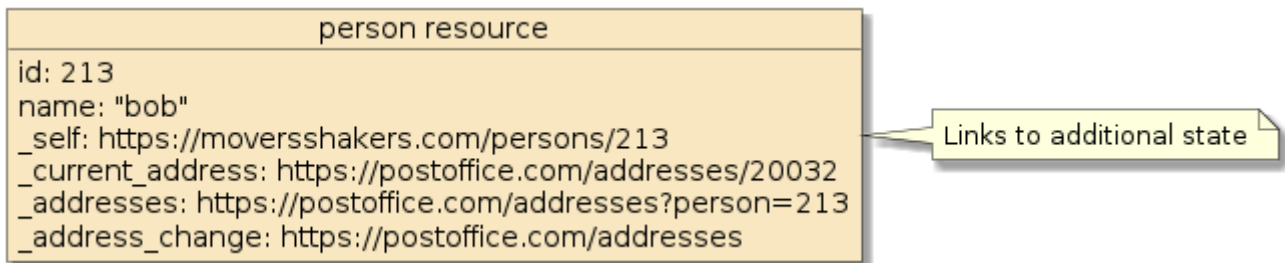 person resource
id: 213
name: "bob"
_self: https://moversshakers.com/persons/213
_current_address: https://postoffice.com/addresses/20032
_addresses: https://postoffice.com/addresses?person=213
_address_change: https://postoffice.com/addresses
Links to additional state